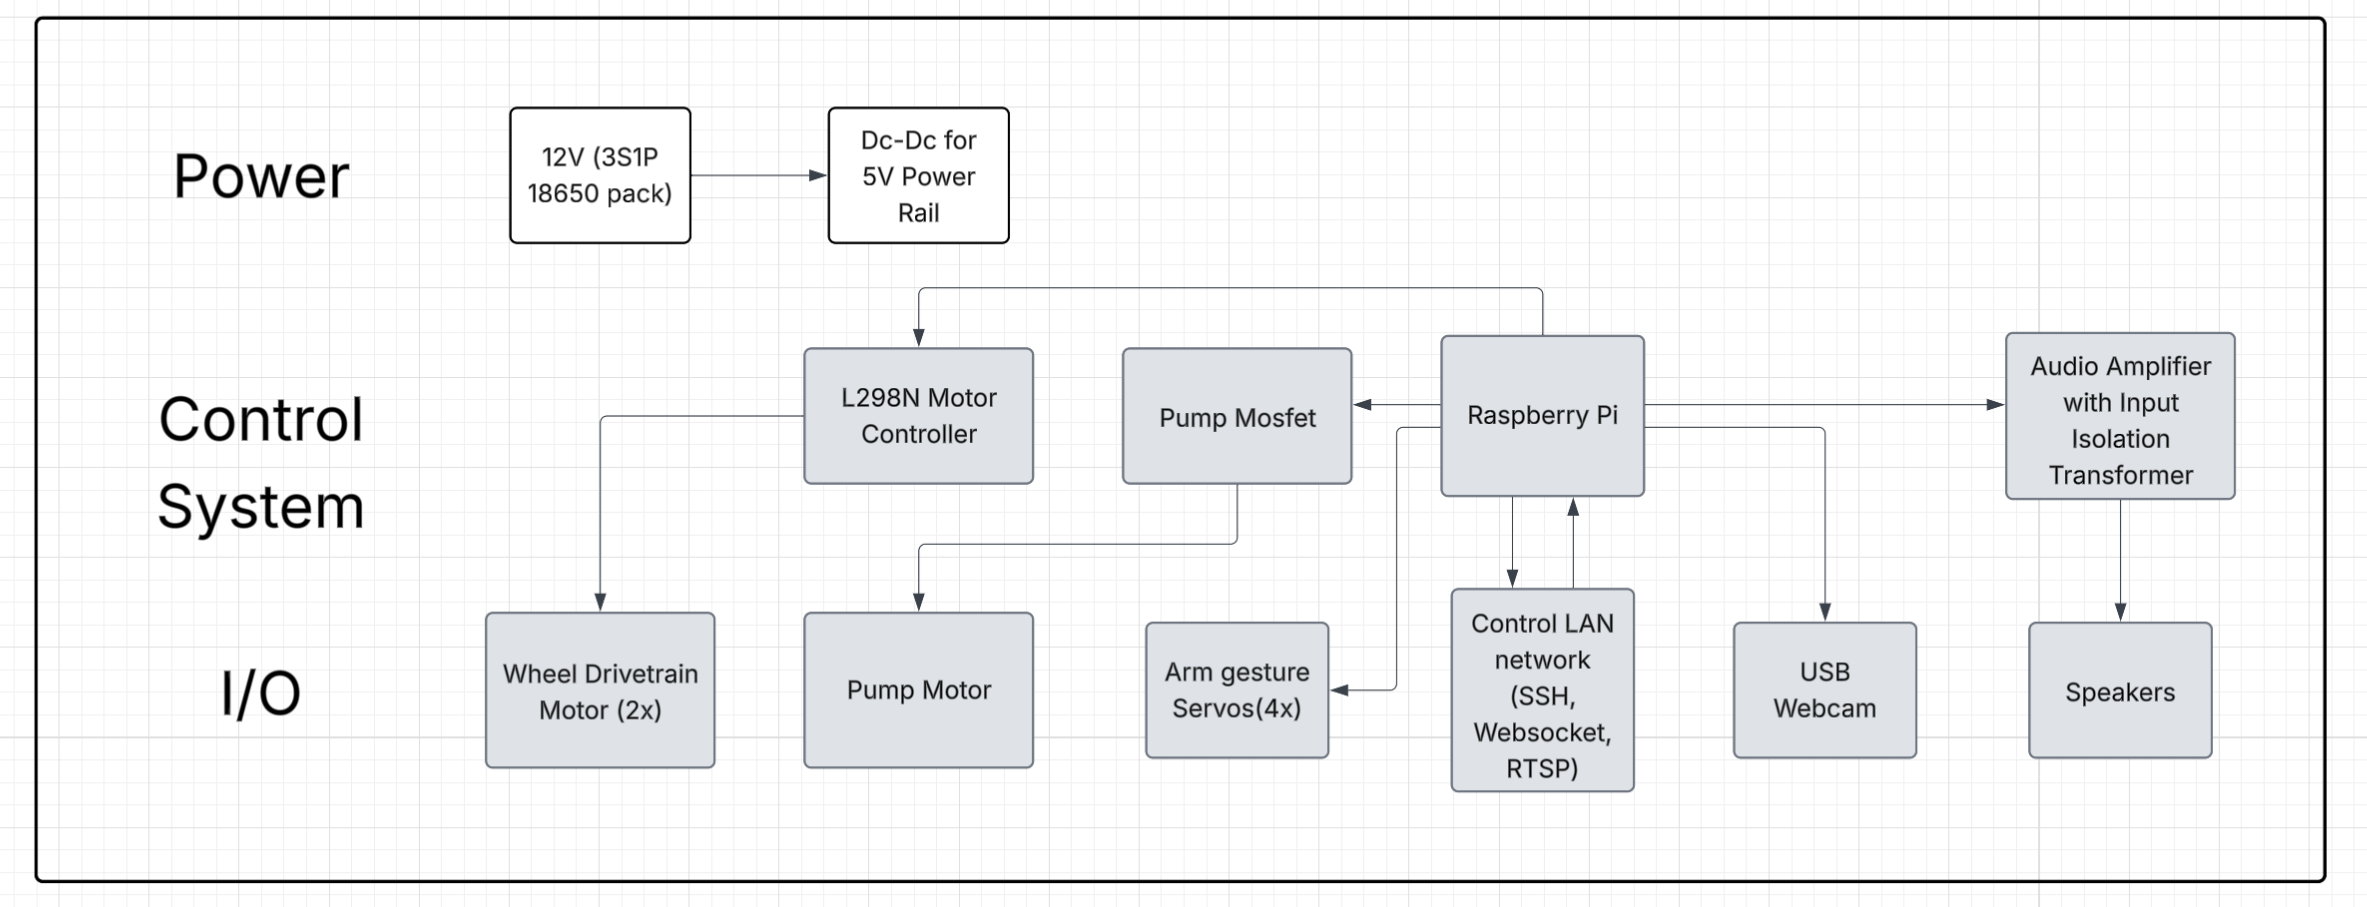 Power
12V (3S1P
18650 pack)
Dc-Dc for
5V Power
Rail
Control
System
L298N Motor
Controller
Pump Mosfet
Raspberry Pi
Audio Amplifier
with Input
Isolation
Transformer
I/O
Wheel Drivetrain
Motor (2x)
Pump Motor
Arm gesture
Servos(4x)
Control LAN
network
(SSH,
Websocket,
RTSP)
USB
Webcam
Speakers